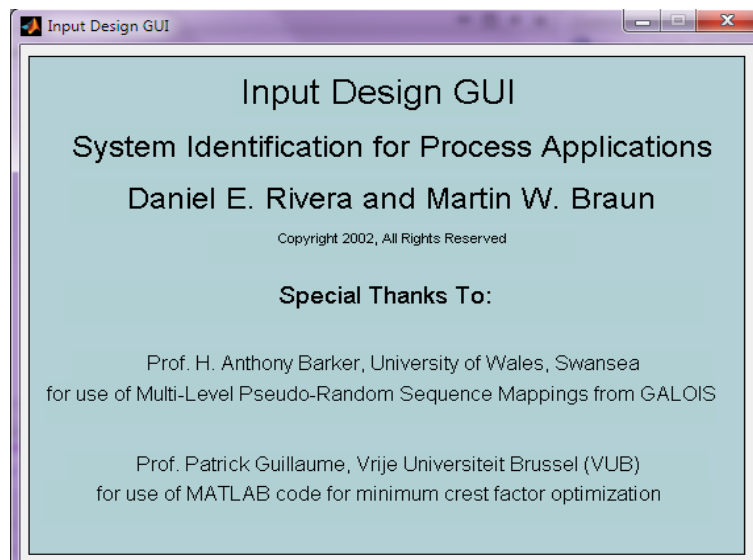 Input Design GUI
Input Design GUI
System Identification for Process Applications
Daniel E. Rivera and Martin W. Braun
Copyright 2002, All Rights Reserved
Special Thanks To:
Prof. H. Anthony Barker, University of Wales, Swansea
for use of Multi-Level Pseudo-Random Sequence Mappings from GALOIS
Prof. Patrick Guillaume, Vrije Universiteit Brussel (VUB)
for use of MATLAB code for minimum crest factor optimization